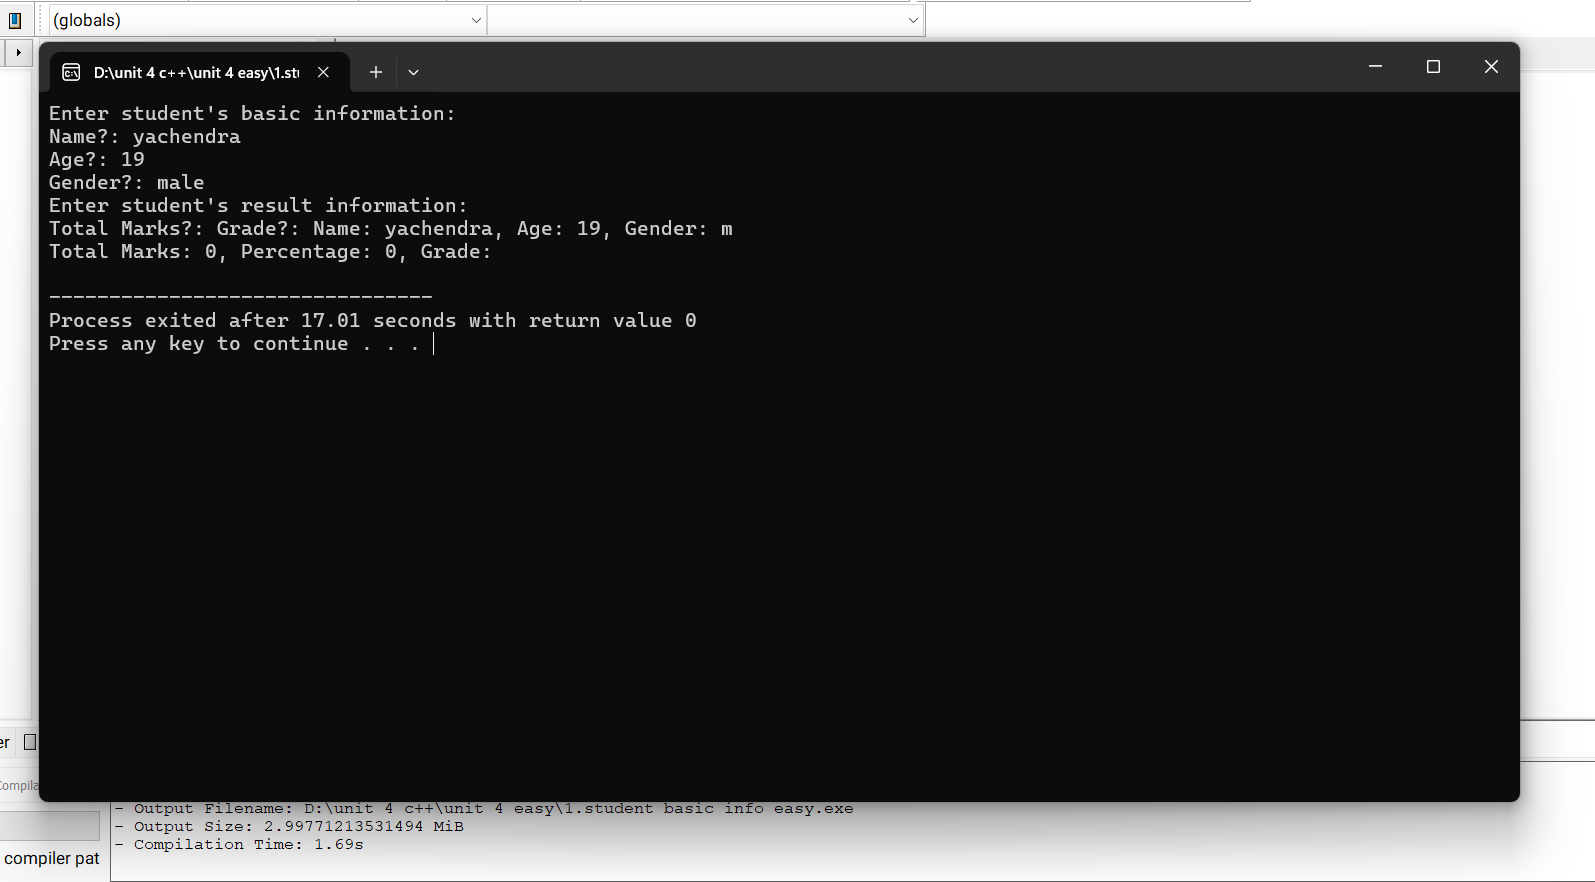 (globals)
D:\unit 4 c++\unit 4 easy\1.stu
Enter student's basic information:
Name?: yachendra
Age?: 19
Gender?: male
Enter student's result information:
Total Marks?: Grade?: Name: yachendra, Age: 19, Gender: m
Total Marks: 0, Percentage: 0, Grade:
--------------------------------
Process exited after 17.01 seconds with return value 0
Press any key to continue . . .
er
Compila
- Output Filename: D:\unit 4 c++\unit 4 easy\1.student basic info easy.exe
- Output Size: 2.99771213531494 MiB
- Compilation Time: 1.69s
compiler pat